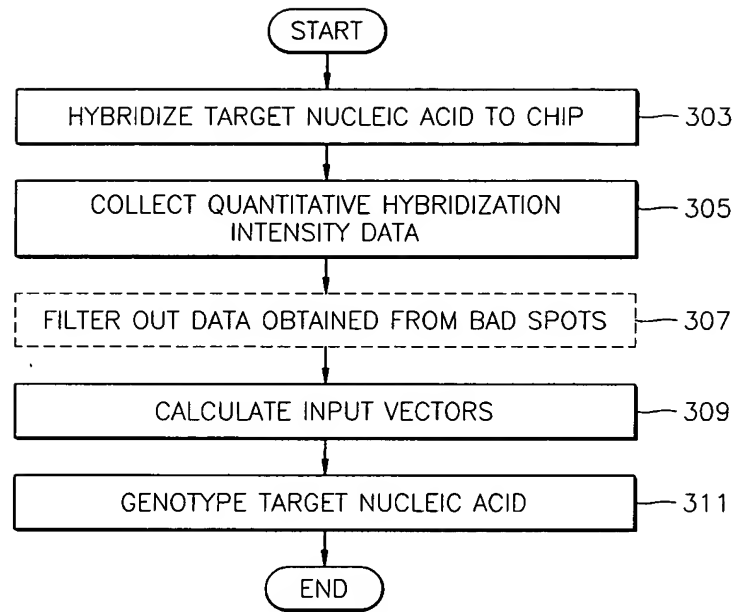 START
HYBRIDIZE TARGET NUCLEIC ACID TO CHIP 303
COLLECT QUANTITATIVE HYBRIDIZATION
INTENSITY DATA 305
FILTER OUT DATA OBTAINED FROM BAD SPOTS 307
CALCULATE INPUT VECTORS 309
GENOTYPE TARGET NUCLEIC ACID 311
END